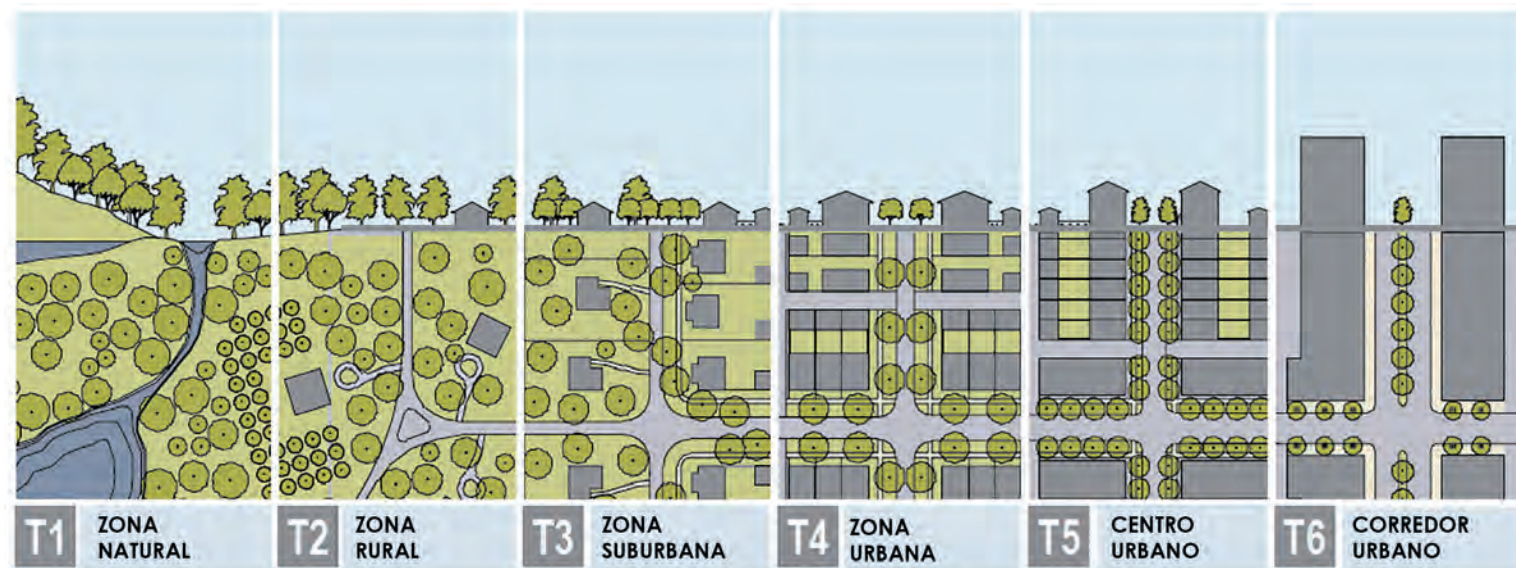 T1 ZONA
NATURAL
T2 ZONA
RURAL
T3 ZONA
SUBURBANA
T4 ZONA
URBANA
T5 CENTRO
URBANO
T6 CORREDOR
URBANO